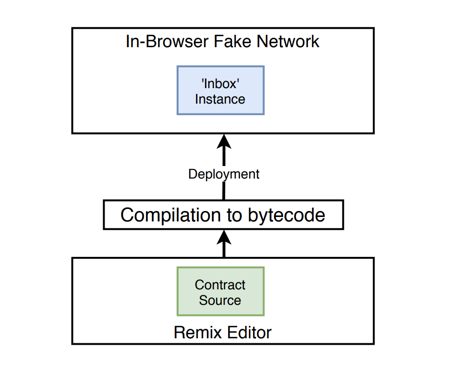 In-Browser Fake Network
'Inbox'
Instance
Deployment
Compilation to bytecode
Contract
Source
Remix Editor